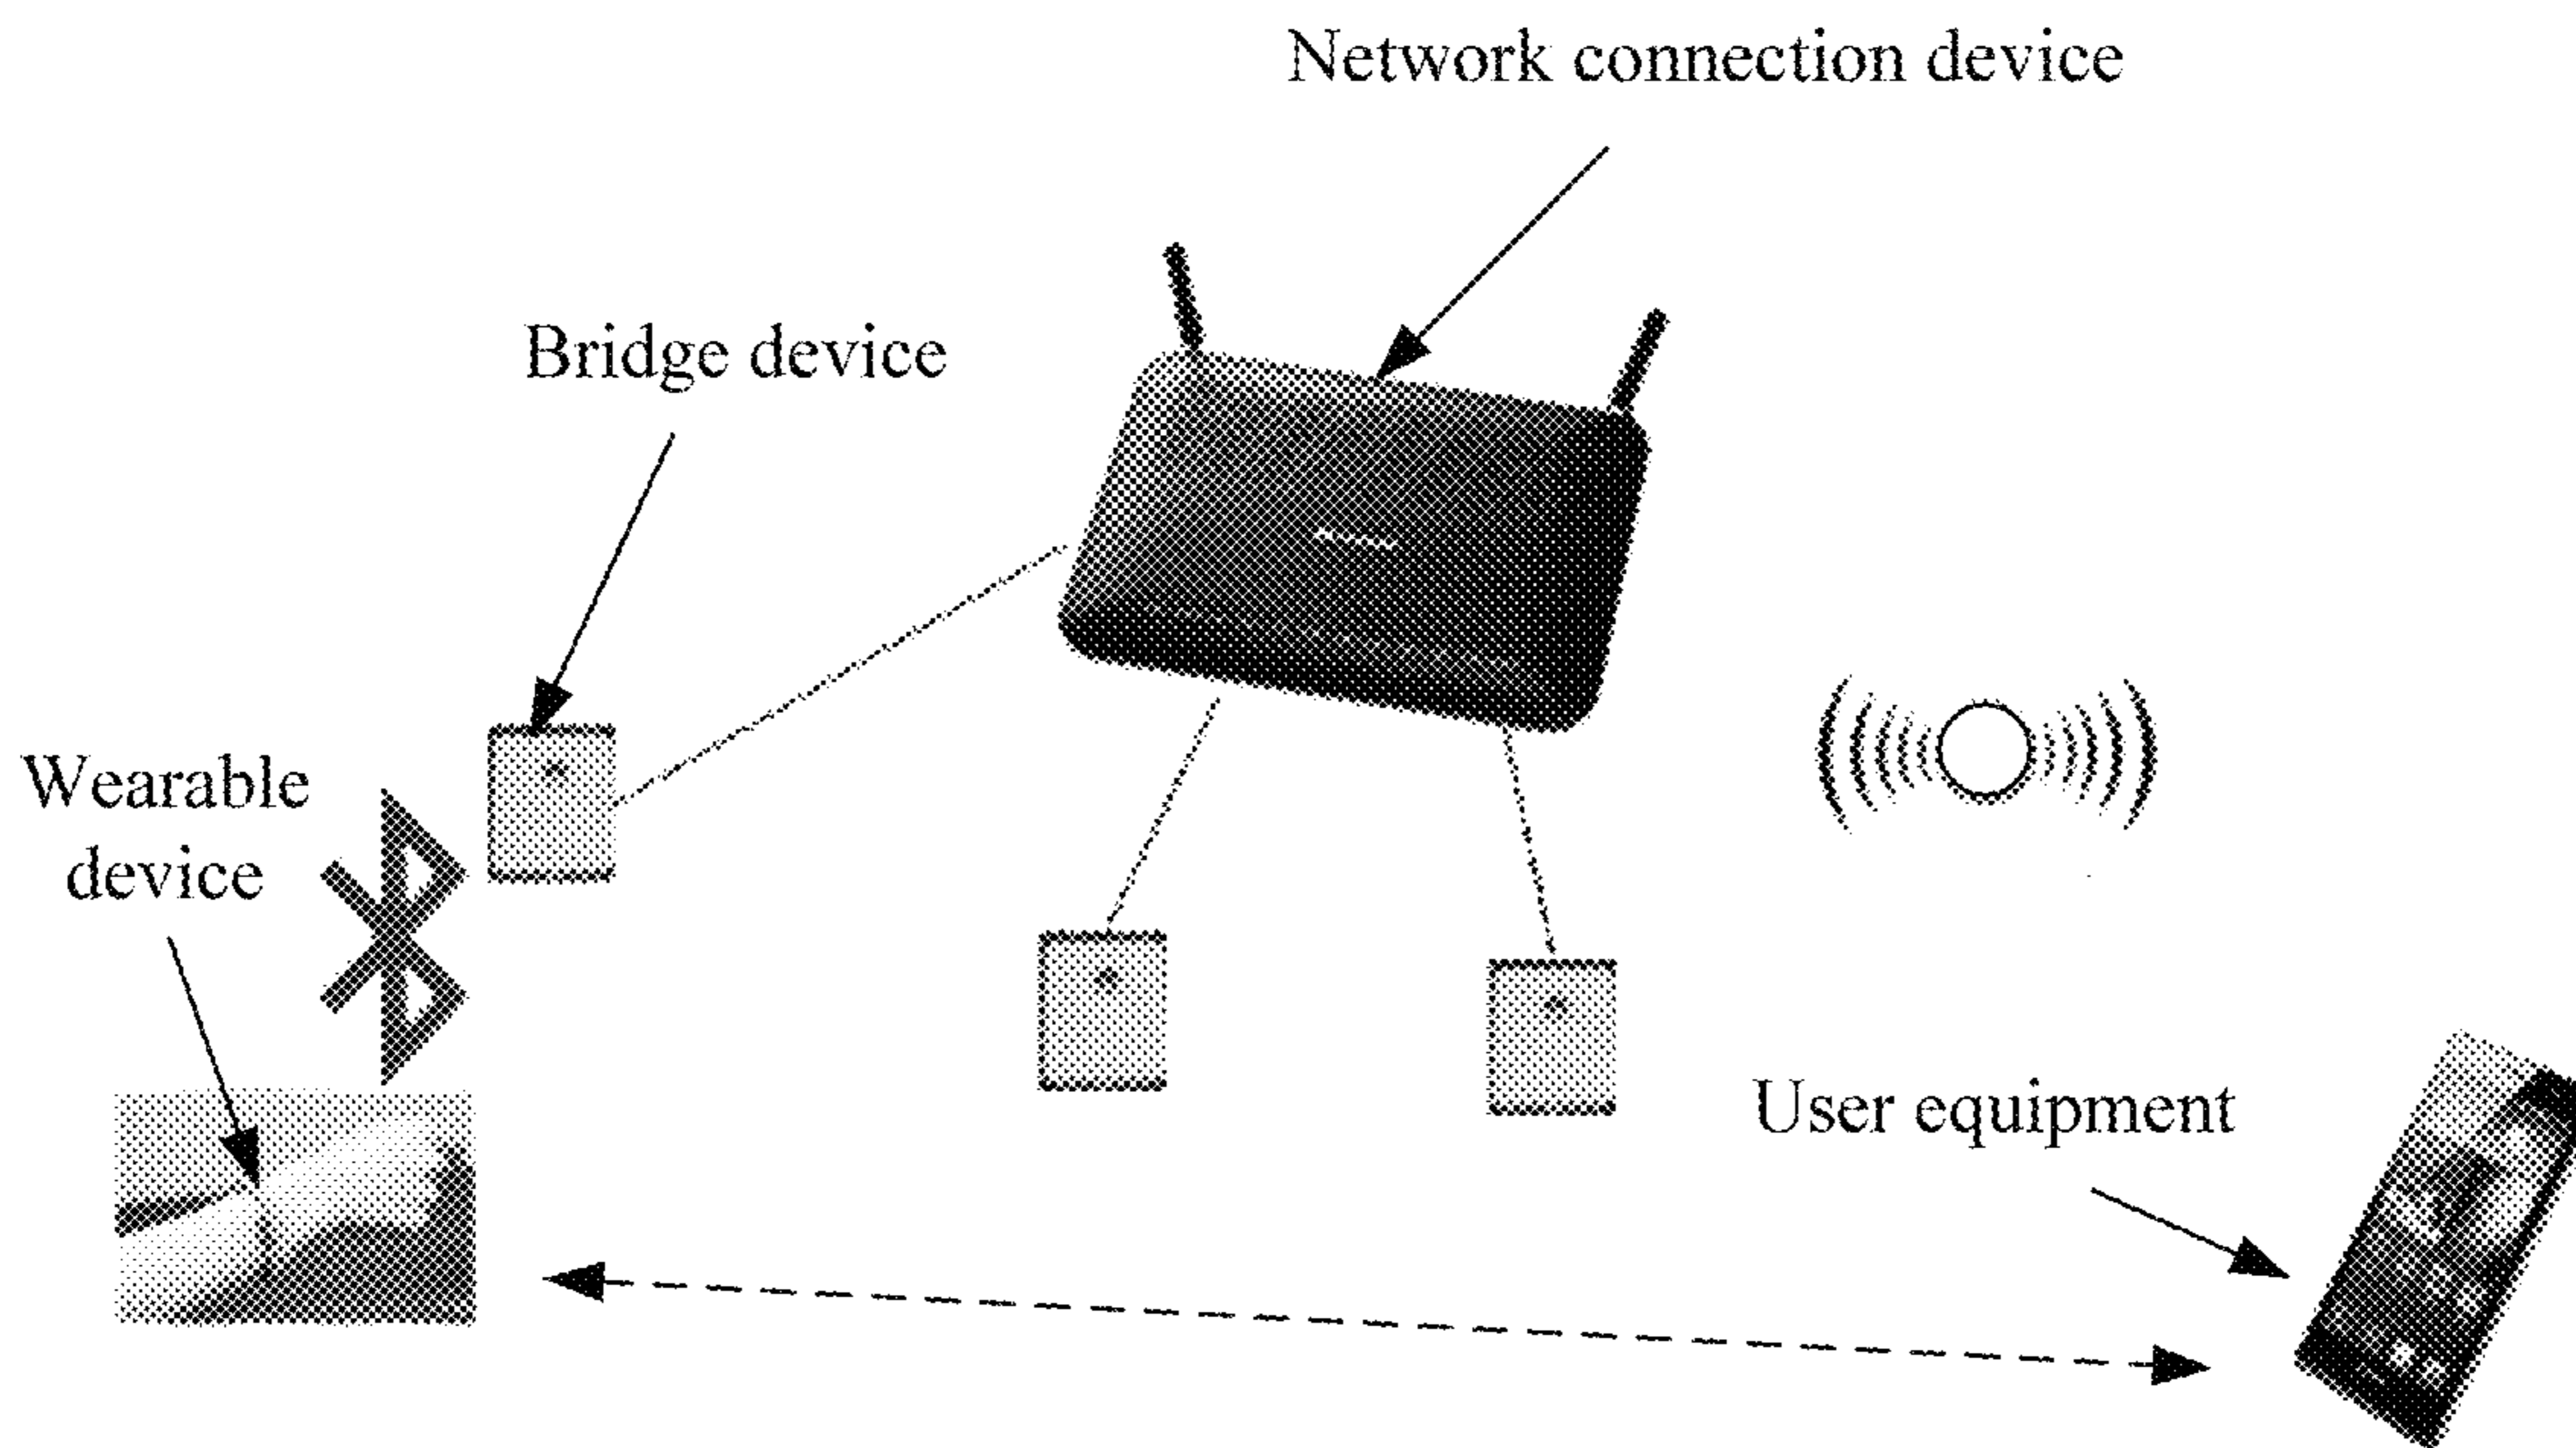 Network connection device
Bridge device
Wearable
device
User equipment